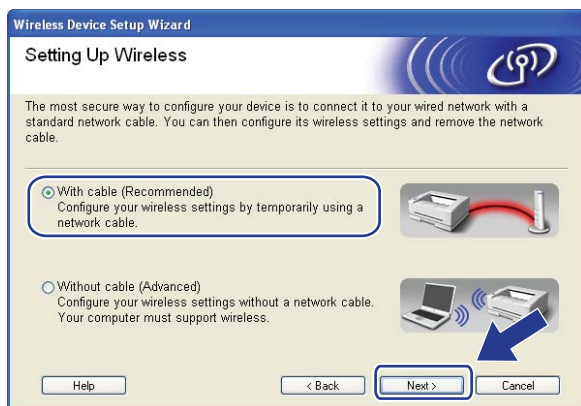 Wireless Device Setup Wizard
Setting Up Wireless
The most secure way to configure your device is to connect it to your wired network with a
standard network cable. You can then configure its wireless settings and remove the network
cable.
With cable (Recommended)
Configure your wireless settings by temporarily using a
network cable.
Without cable (Advanced)
Configure your wireless settings without a network cable.
Your computer must support wireless.
Help
< Back
Next >
Cancel